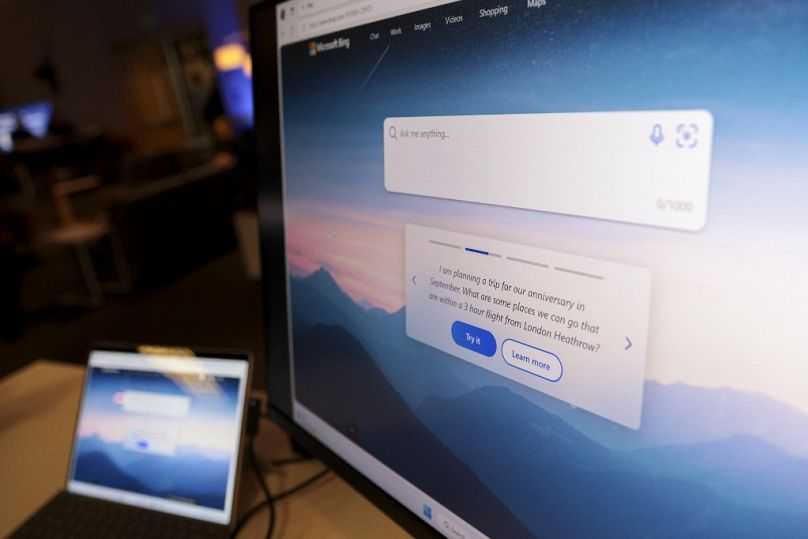 Microsoft Bing Chat Work Images Videos Shopping Maps
Ask me anything...
0/1000
I am planning a trip for our anniversary in
September. What are some places we can go that
are within a 3 hour flight from London Heathrow?
Try it Learn more
Search